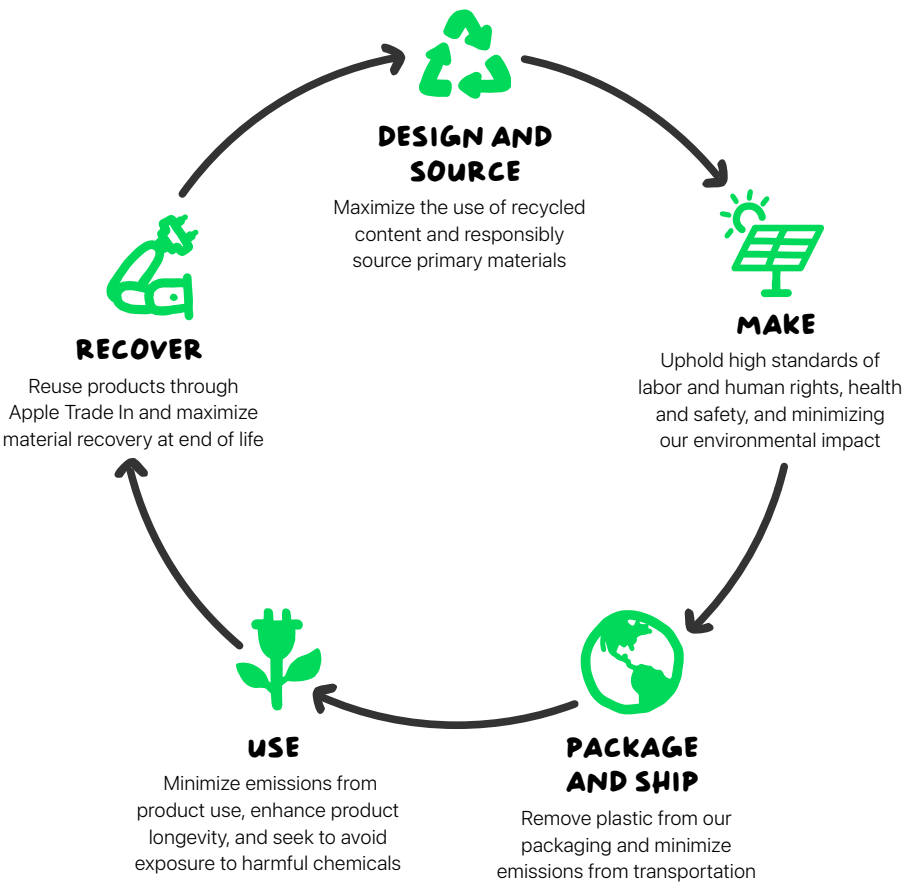 DESIGN AND
SOURCE
Maximize the use of recycled
content and responsibly
source primary materials
MAKE
Uphold high standards of
labor and human rights, health
and safety, and minimizing
our environmental impact
PACKAGE
AND SHIP
Remove plastic from our
packaging and minimize
emissions from transportation
USE
Minimize emissions from
product use, enhance product
longevity, and seek to avoid
exposure to harmful chemicals
RECOVER
Reuse products through
Apple Trade In and maximize
material recovery at end of life